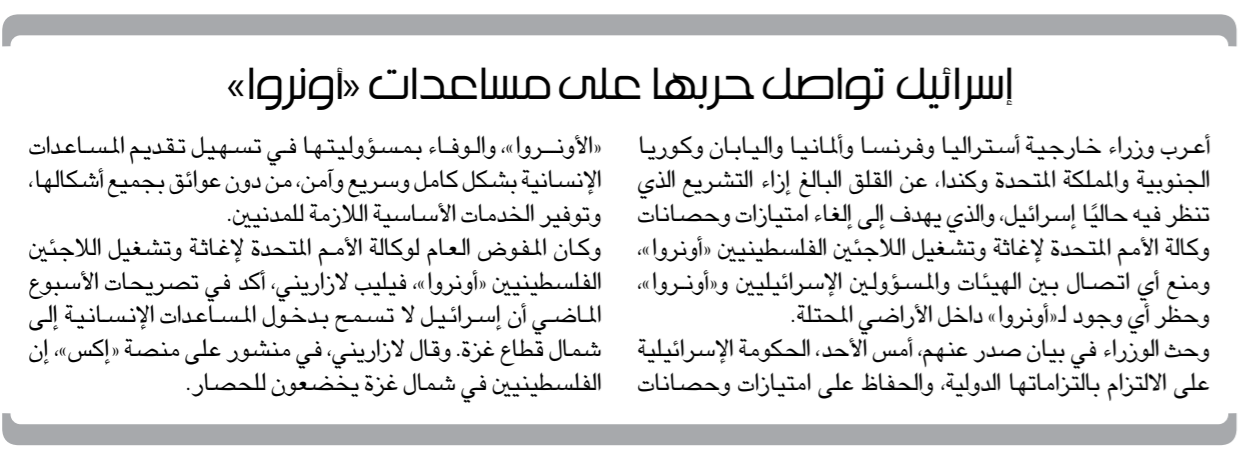 إسرائيل تواصل حربها على مساعدات «أونروا»
أعرب وزراء خارجية أستراليا وفرنسا وألمانيا واليابان وكوريا
الجنوبية والمملكة المتحدة وكندا، عن القلق البالغ إزاء التشريع الذي
تنظر فيه حاليًا إسرائيل، والذي يهدف إلى إلغاء امتيازات وحصانات
وكالة الأمم المتحدة لإغاثة وتشغيل اللاجئين الفلسطينيين «أونروا»،
ومنع أي اتصال بين الهيئات والمسؤولين الإسرائيليين و«أونروا»،
وحظر أي وجود لـ«أونروا» داخل الأراضي المحتلة.
وحث الوزراء في بيان صدر عنهم، أمس الأحد، الحكومة الإسرائيلية
على الالتزام بالتزاماتها الدولية، والحفاظ على امتيازات وحصانات
«الأونروا»، والوفاء بمسؤوليتها في تسهيل تقديم المساعدات
الإنسانية بشكل كامل وسريع وآمن، من دون عوائق بجميع أشكالها،
وتوفير الخدمات الأساسية اللازمة للمدنيين.
وكان المفوض العام لوكالة الأمم المتحدة لإغاثة وتشغيل اللاجئين
الفلسطينيين «أونروا»، فيليب لازاريني، أكد في تصريحات الأسبوع
الماضي أن إسرائيل لا تسمح بدخول المساعدات الإنسانية إلى
شمال قطاع غزة. وقال لازاريني، في منشور على منصة «إكس»، إن
الفلسطينيين في شمال غزة يخضعون للحصار.